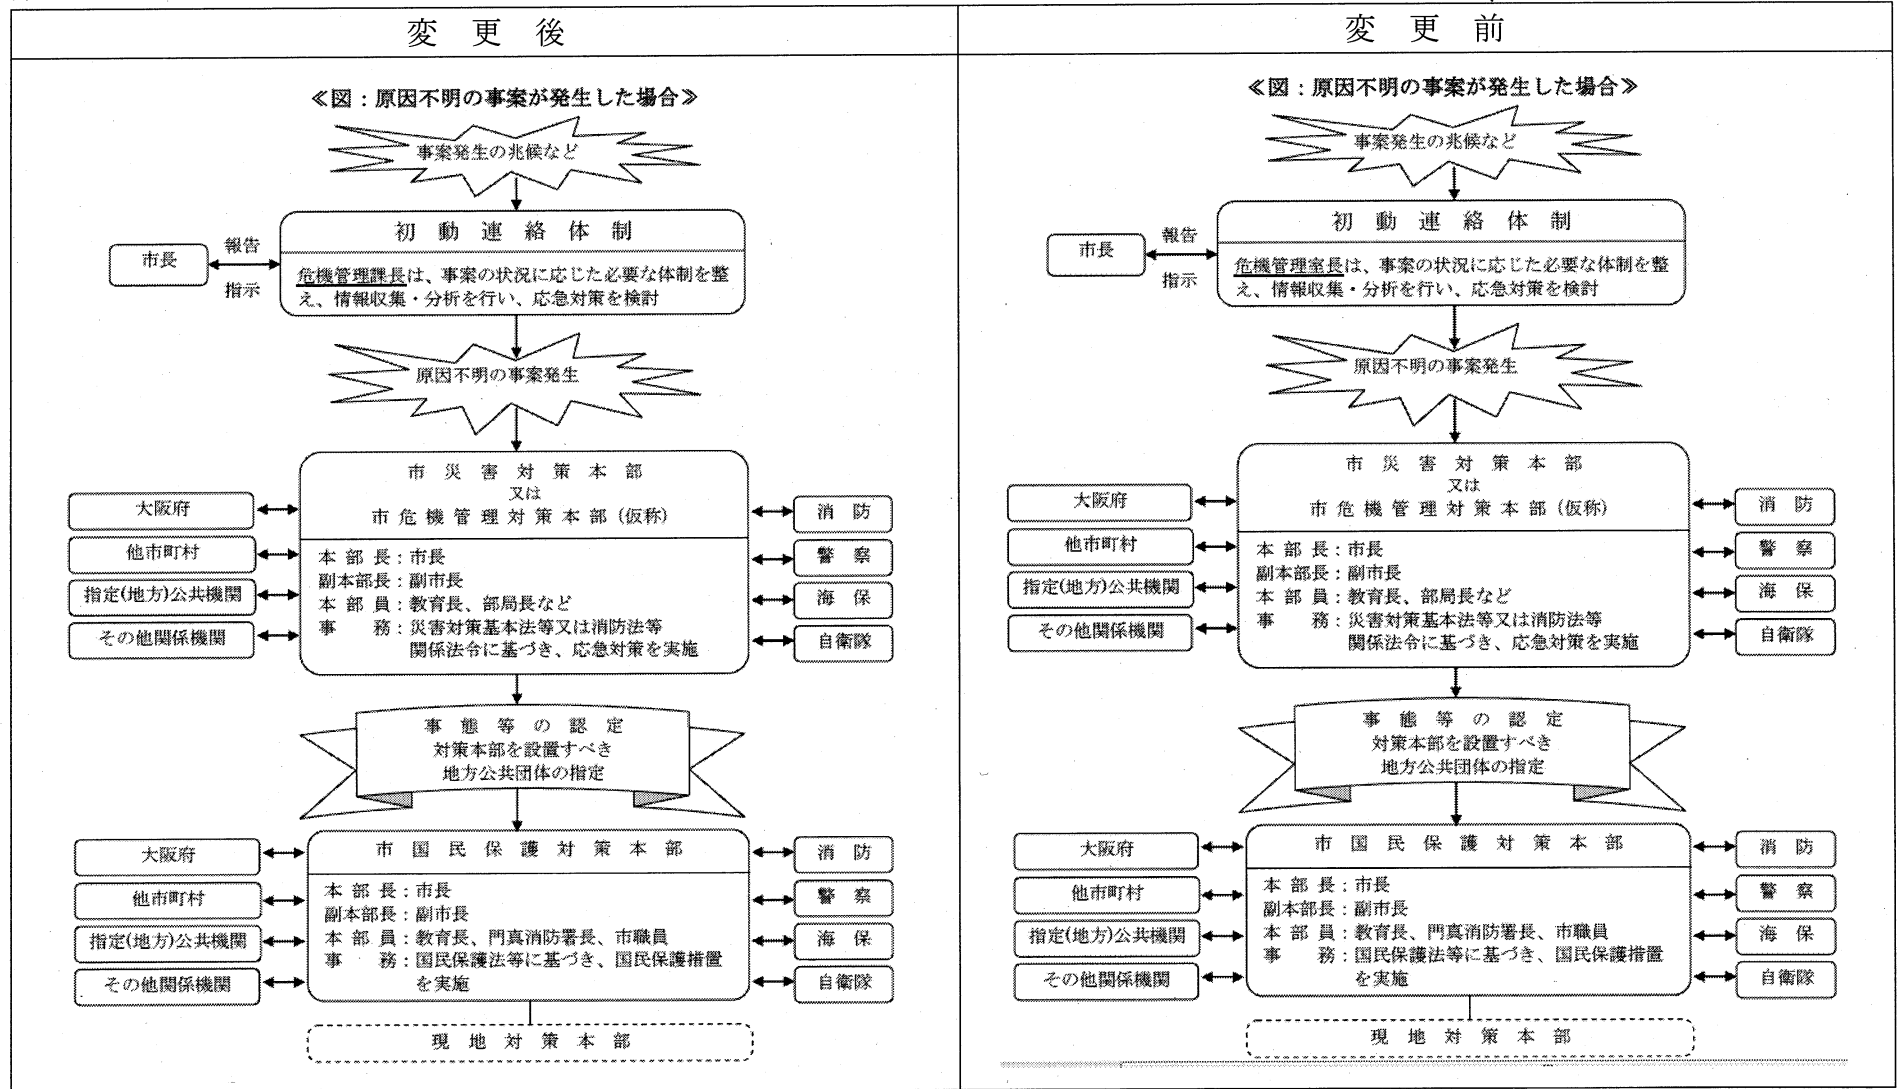 変更後
≪図：原因不明の事案が発生した場合≫
事案発生の兆候など
初動連絡体制
市長
報告
指示
危機管理課長は、事案の状況に応じた必要な体制を整
え、情報収集・分析を行い、応急対策を検討
原因不明の事案発生
市災害対策本部
又は
市危機管理対策本部（仮称）
大阪府
他市町村
指定(地方)公共機関
その他関係機関
本部長：市長
副本部長：副市長
本部員：教育長、部局長など
事務：災害対策基本法等又は消防法等
関係法令に基づき、応急対策を実施
消防
警察
海保
自衛隊
事態等の認定
対策本部を設置すべき
地方公共団体の指定
市国民保護対策本部
大阪府
他市町村
指定(地方)公共機関
その他関係機関
本部長：市長
副本部長：副市長
本部員：教育長、門真消防署長、市職員
事務：国民保護法等に基づき、国民保護措置
を実施
消防
警察
海保
自衛隊
現地対策本部
変更前
≪図：原因不明の事案が発生した場合≫
事案発生の兆候など
初動連絡体制
市長
報告
指示
危機管理室長は、事案の状況に応じた必要な体制を整
え、情報収集・分析を行い、応急対策を検討
原因不明の事案発生
市災害対策本部
又は
市危機管理対策本部（仮称）
大阪府
他市町村
指定(地方)公共機関
その他関係機関
本部長：市長
副本部長：副市長
本部員：教育長、部局長など
事務：災害対策基本法等又は消防法等
関係法令に基づき、応急対策を実施
消防
警察
海保
自衛隊
事態等の認定
対策本部を設置すべき
地方公共団体の指定
市国民保護対策本部
大阪府
他市町村
指定(地方)公共機関
その他関係機関
本部長：市長
副本部長：副市長
本部員：教育長、門真消防署長、市職員
事務：国民保護法等に基づき、国民保護措置
を実施
消防
警察
海保
自衛隊
現地対策本部